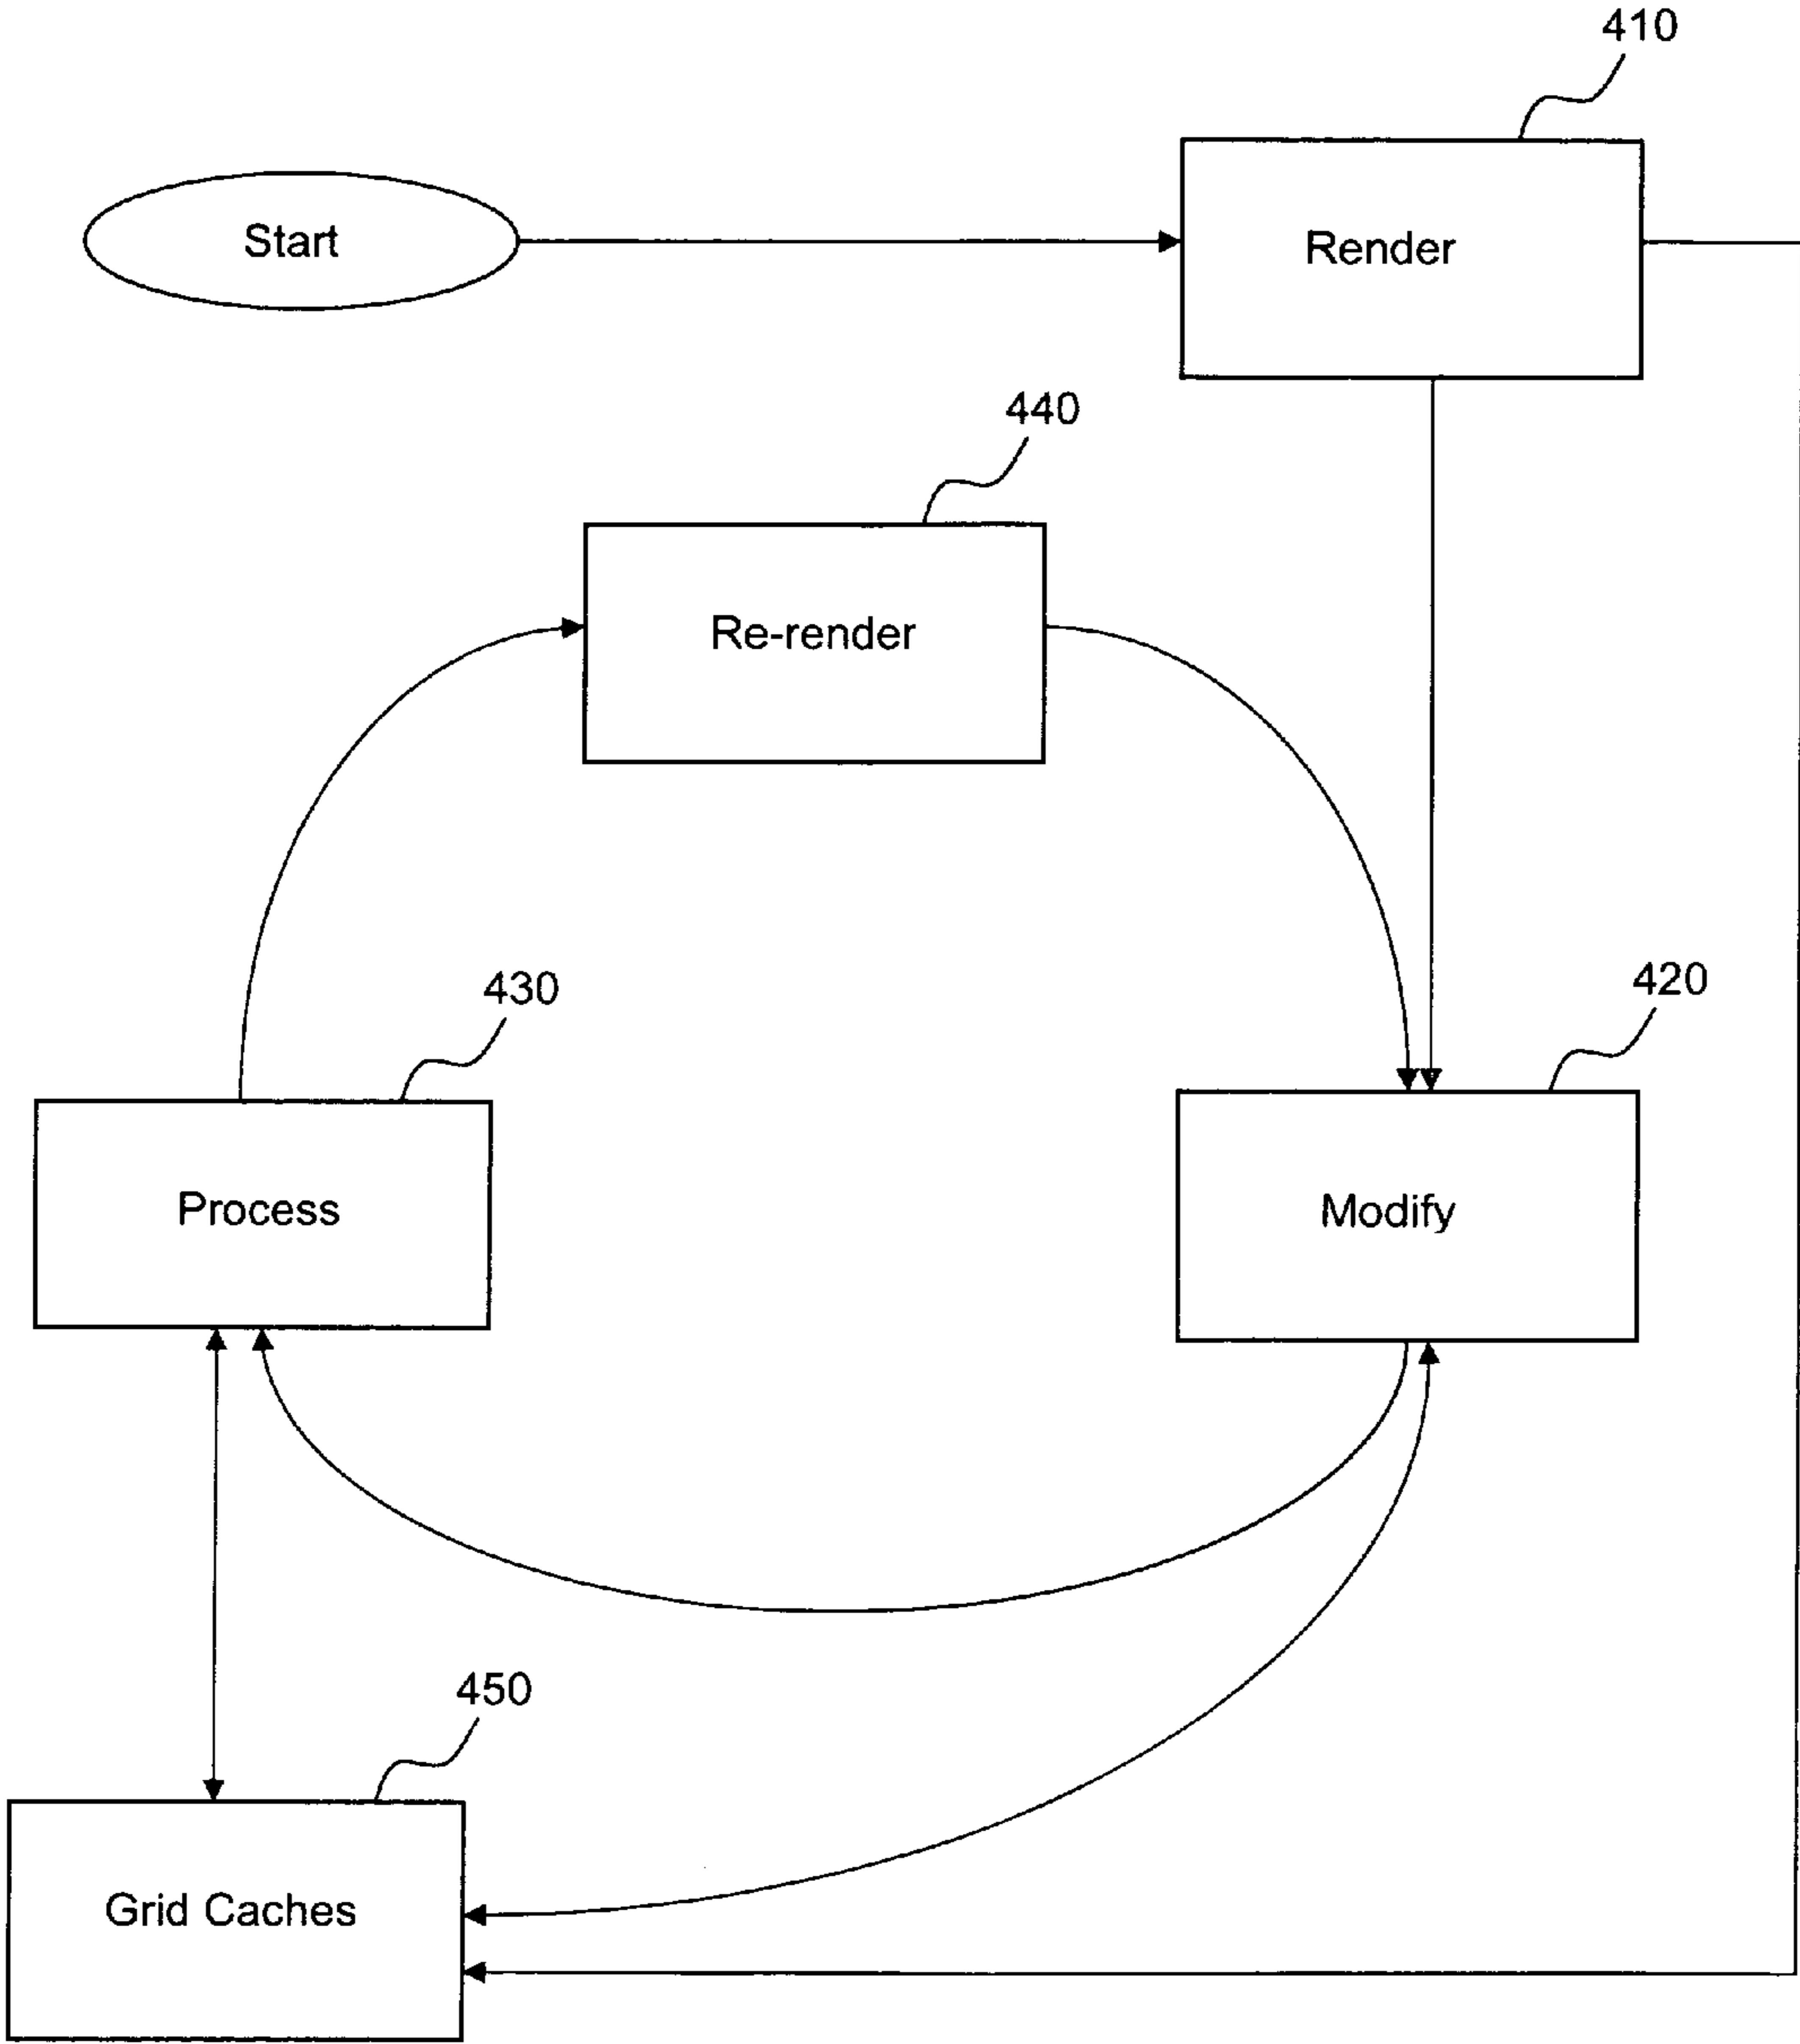 410
Start
Render
440
Re-render
430
420
Process
Modify
450
Grid Caches